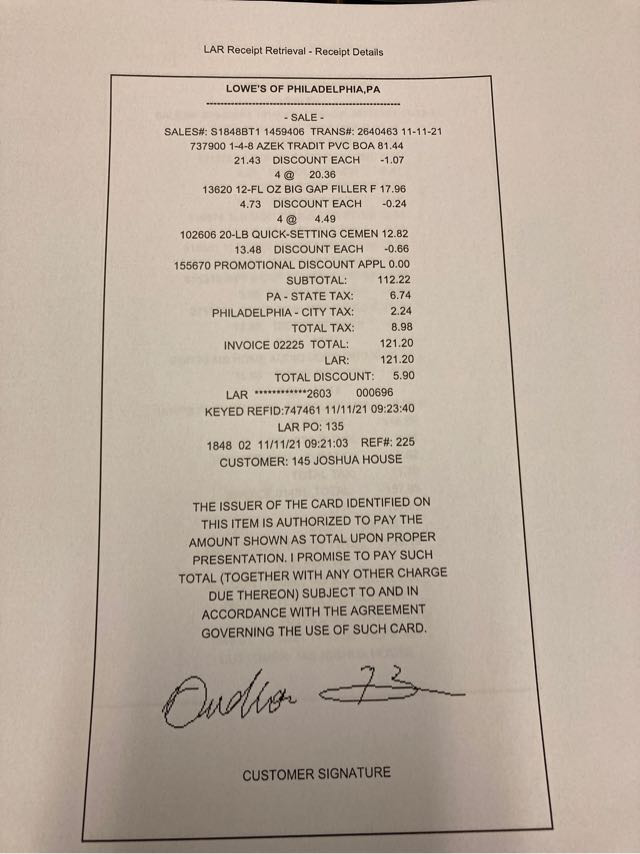 LAR Receipt Retrieval - Receipt Details
LOWE'S OF PHILADELPHIA,PA
------------------------------------------------
- SALE -
SALES#: S1848BT1 1459406 TRANS#: 2640463 11-11-21
737900 1-4-8 AZEK TRADIT PVC BOA 81.44
21.43 DISCOUNT EACH -1.07
4 @ 20.36
13620 12-FL OZ BIG GAP FILLER F 17.96
4.73 DISCOUNT EACH -0.24
4 @ 4.49
102606 20-LB QUICK-SETTING CEMEN 12.82
13.48 DISCOUNT EACH -0.66
155670 PROMOTIONAL DISCOUNT APPL 0.00
SUBTOTAL: 112.22
PA - STATE TAX: 6.74
PHILADELPHIA - CITY TAX: 2.24
TOTAL TAX: 8.98
INVOICE 02225 TOTAL: 121.20
LAR: 121.20
TOTAL DISCOUNT: 5.90
LAR ************2603 000696
KEYED REFID:747461 11/11/21 09:23:40
LAR PO: 135
1848 02 11/11/21 09:21:03 REF#: 225
CUSTOMER: 145 JOSHUA HOUSE
THE ISSUER OF THE CARD IDENTIFIED ON
THIS ITEM IS AUTHORIZED TO PAY THE
AMOUNT SHOWN AS TOTAL UPON PROPER
PRESENTATION. I PROMISE TO PAY SUCH
TOTAL (TOGETHER WITH ANY OTHER CHARGE
DUE THEREON) SUBJECT TO AND IN
ACCORDANCE WITH THE AGREEMENT
GOVERNING THE USE OF SUCH CARD.
CUSTOMER SIGNATURE